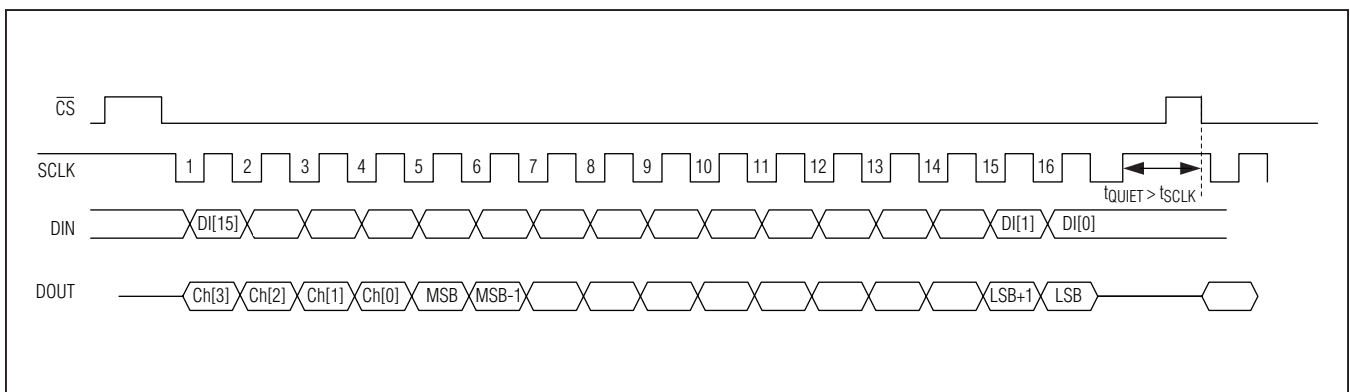 CS
SCLK 1 2 3 4 5 6 7 8 9 10 11 12 13 14 15 16
tQUIET > tSCLK
DIN DI[15] DI[1] DI[0]
DOUT Ch[3] Ch[2] Ch[1] Ch[0] MSB MSB-1 LSB+1 LSB